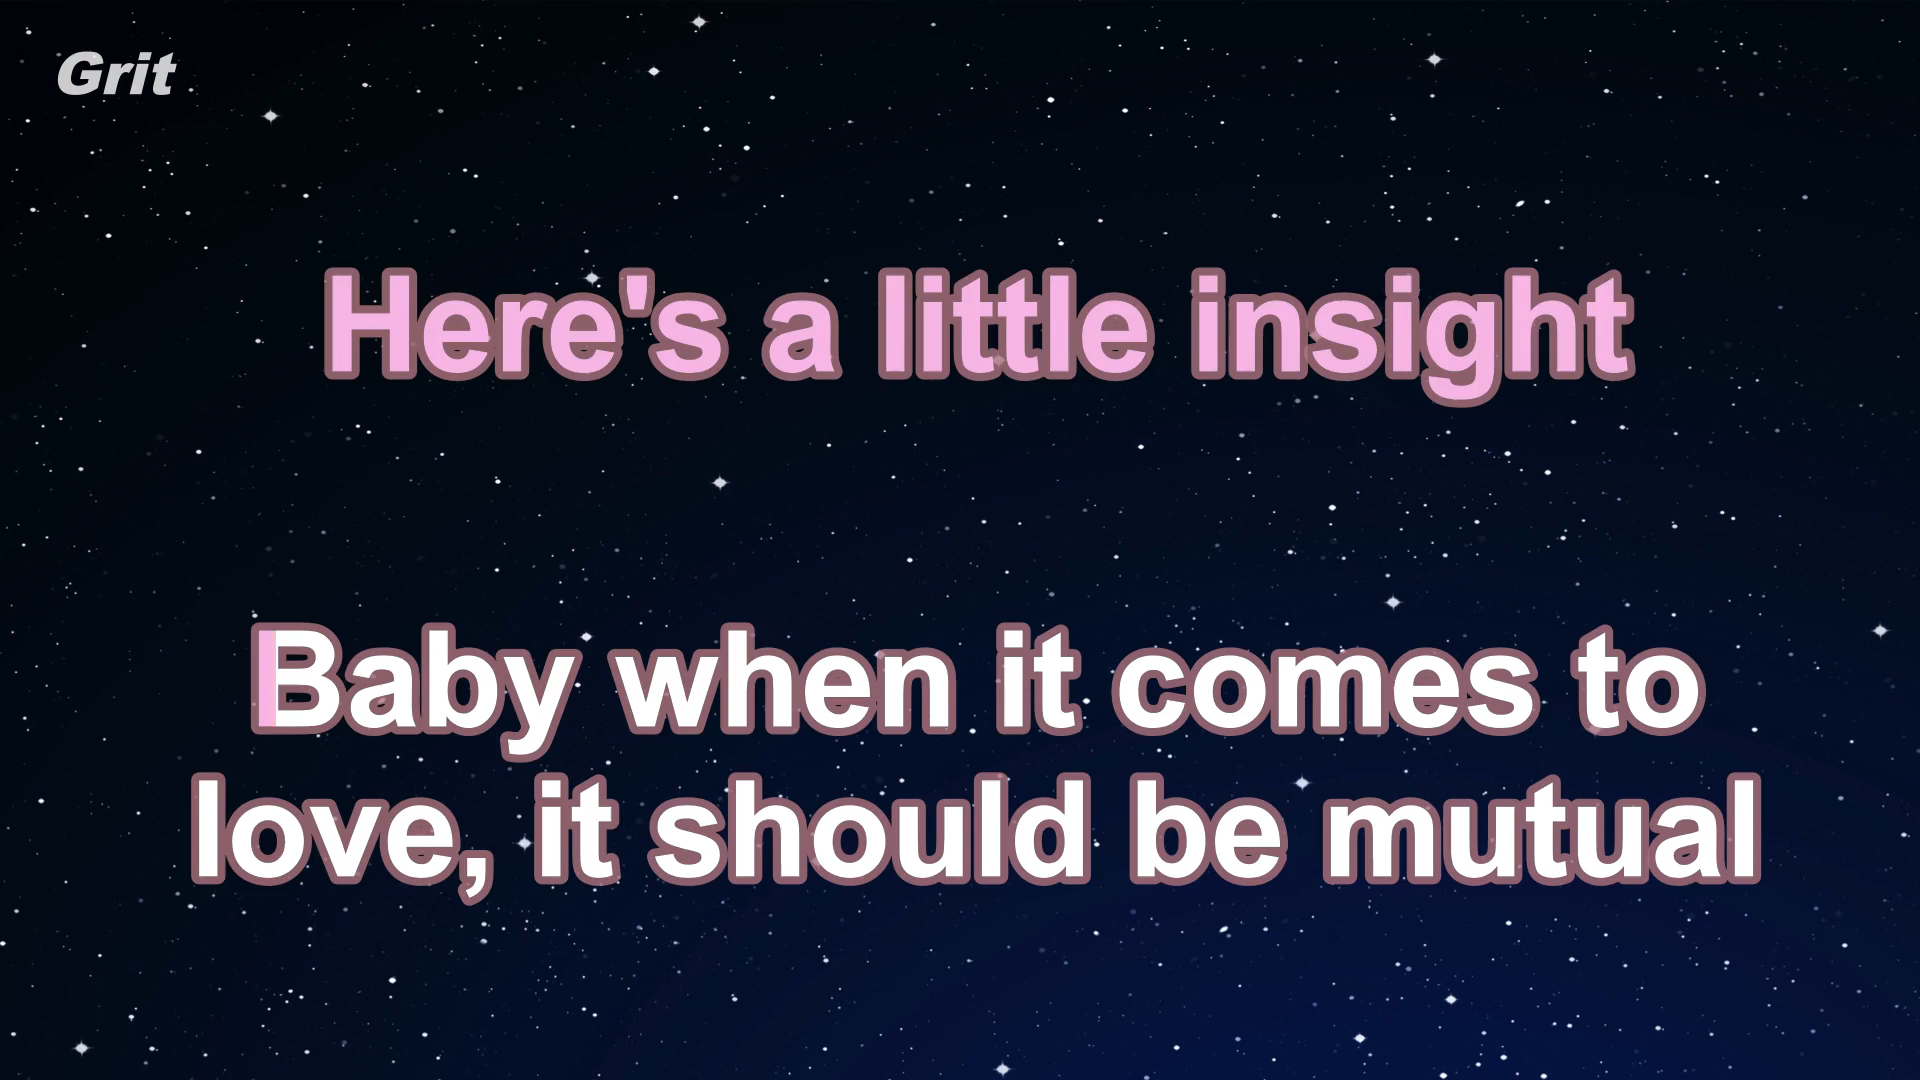 Grit
Here's a little insight
Baby when it comes to
love, it should be mutual